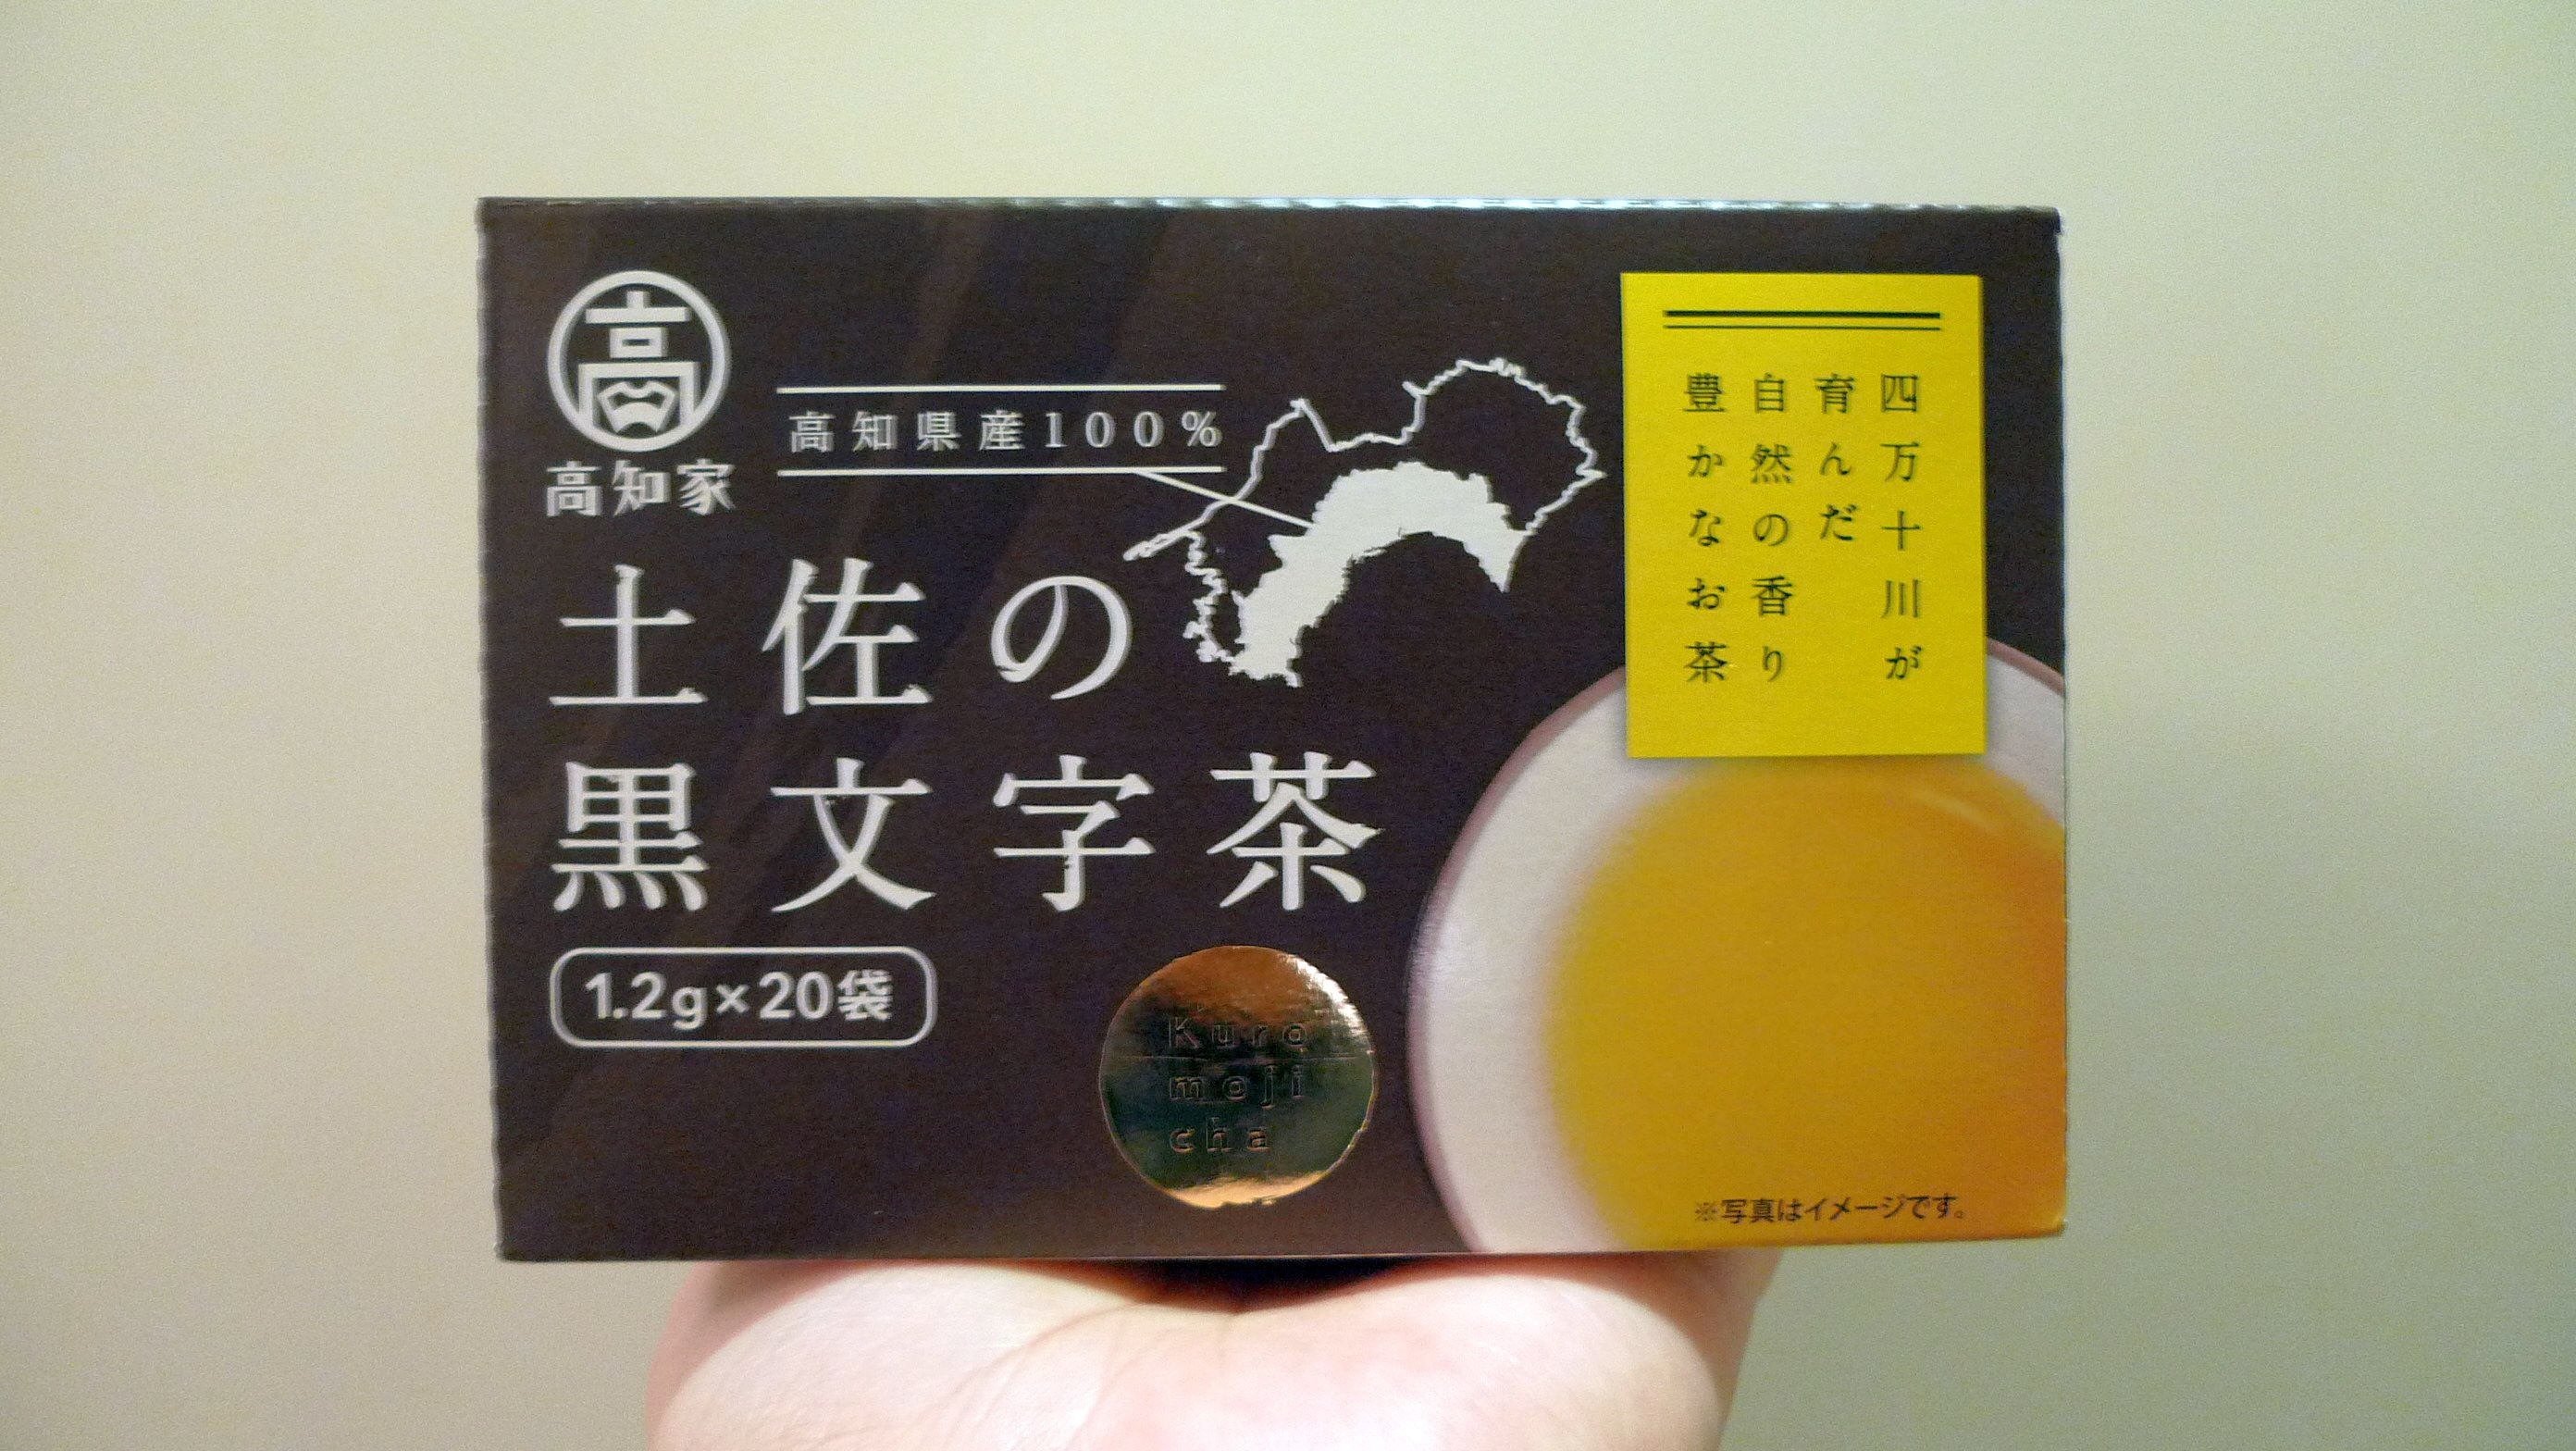 高
高知家
高知県産100%
土佐の
黒文字茶
1.2g×20袋
Kuro
moji
cha
四万十川が
育んだ
自然の香り
豊かなお茶
※写真はイメージです。